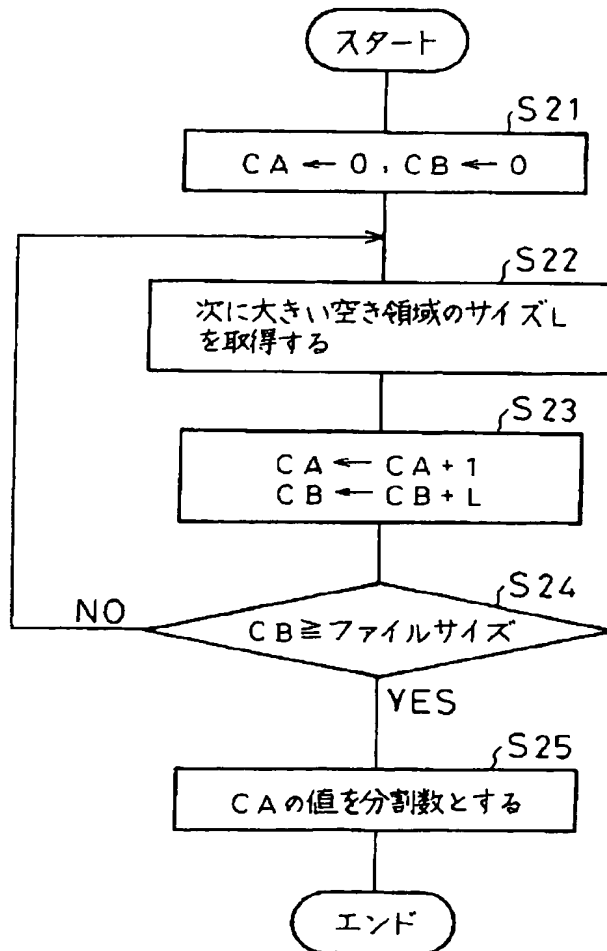 スタート
S21
CA ← 0 , CB ← 0
S22
次に大きい空き領域のサイズL
を取得する
S23
CA ← CA + 1
CB ← CB + L
S24
CB ≧ ファイルサイズ
NO
YES
S25
CAの値を分割数とする
エンド